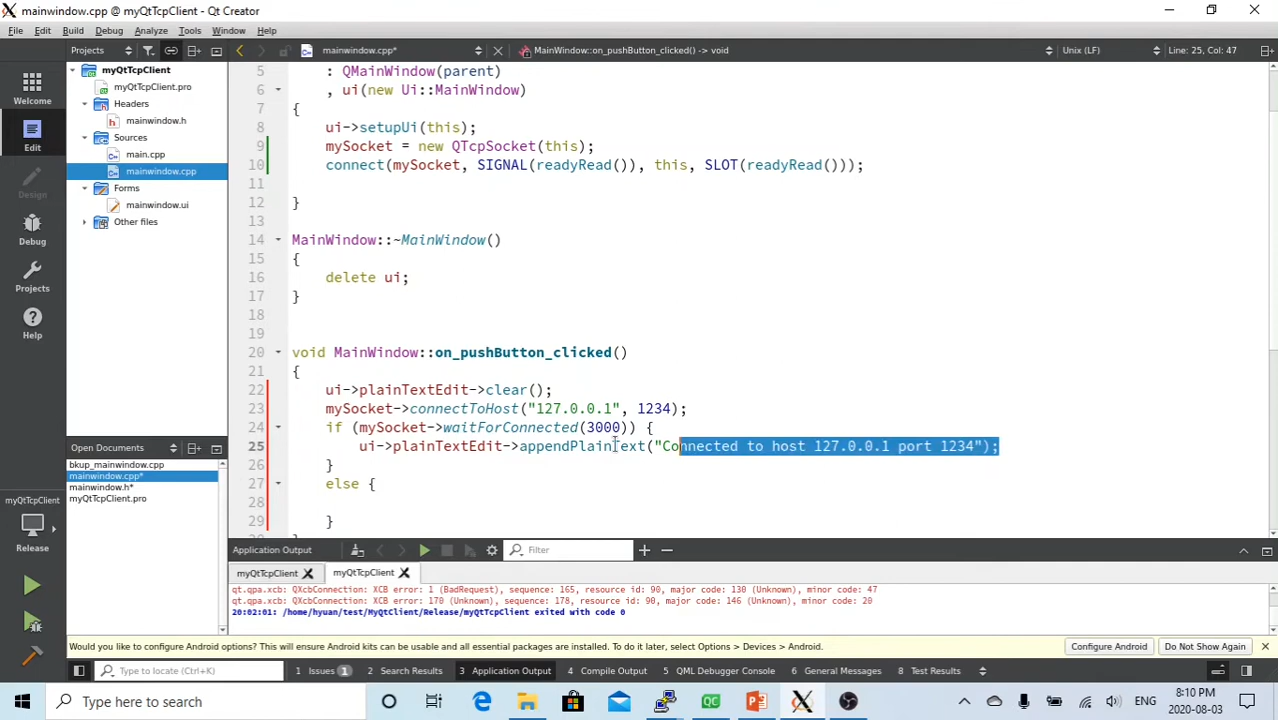 mainwindow.cpp @ myQtTcpClient - Qt Creator
File Edit Build Debug Analyze Tools Window Help
Projects
mainwindow.cpp*
MainWindow::on_pushButton_clicked() -> void
Unix (LF)
Line: 25, Col: 47
Welcome
Edit
Design
Debug
Projects
Help
myQtTcpClient
Release
myQtTcpClient
myQtTcpClient.pro
Headers
mainwindow.h
Sources
main.cpp
mainwindow.cpp
Forms
mainwindow.ui
Other files
Open Documents
bkup_mainwindow.cpp
mainwindow.cpp*
mainwindow.h*
myQtTcpClient.pro
5 : QMainWindow(parent)
6 , ui(new Ui::MainWindow)
7 {
8 ui->setupUi(this);
9 mySocket = new QTcpSocket(this);
10 connect(mySocket, SIGNAL(readyRead()), this, SLOT(readyRead()));
11
12 }
13
14 MainWindow::~MainWindow()
15 {
16 delete ui;
17 }
18
19
20 void MainWindow::on_pushButton_clicked()
21 {
22 ui->plainTextEdit->clear();
23 mySocket->connectToHost("127.0.0.1", 1234);
24 if (mySocket->waitForConnected(3000)) {
25 ui->plainTextEdit->appendPlainText("Connected to host 127.0.0.1 port 1234");
26 }
27 else {
28
29 }
Application Output
Filter
myQtTcpClient
myQtTcpClient
qt.qpa.xcb: QXcbConnection: XCB error: 1 (BadRequest), sequence: 165, resource id: 90, major code: 130 (Unknown), minor code: 47
qt.qpa.xcb: QXcbConnection: XCB error: 170 (Unknown), sequence: 178, resource id: 90, major code: 146 (Unknown), minor code: 20
20:02:01: /home/hyuan/test/MyQtClient/Release/myQtTcpClient exited with code 0
Would you like to configure Android options? This will ensure Android kits can be usable and all essential packages are installed. To do it later, select Options > Devices > Android.
Configure Android
Do Not Show Again
Type to locate (Ctrl+K)
1 Issues 1
2 Search Results
3 Application Output
4 Compile Output
5 QML Debugger Console
6 General Messages
8 Test Results
Type here to search
QC
ENG
8:10 PM
2020-08-03